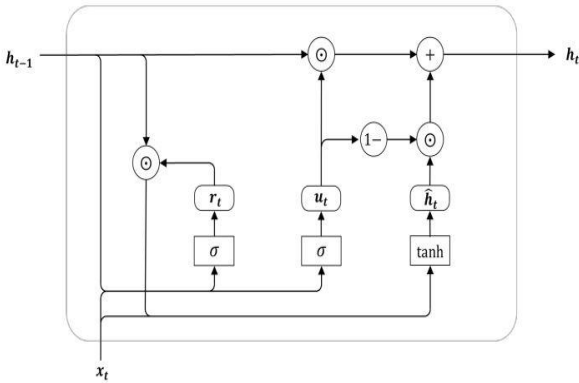 h_{t-1}
⊙
+
h_t
1−
⊙
⊙
r_t
u_t
ĥ_t
σ
σ
tanh
x_t